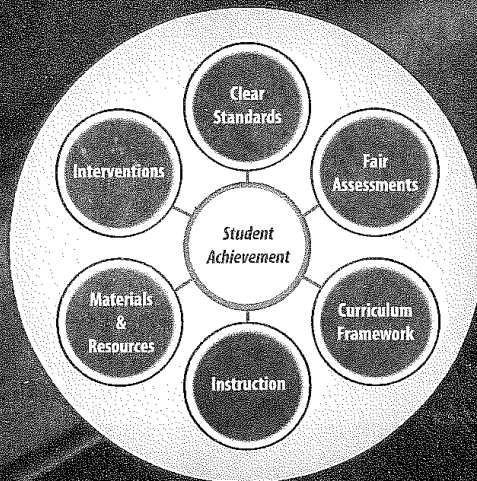 Clear
Standards
Fair
Assessments
Curriculum
Framework
Instruction
Materials
&
Resources
Interventions
Student
Achievement